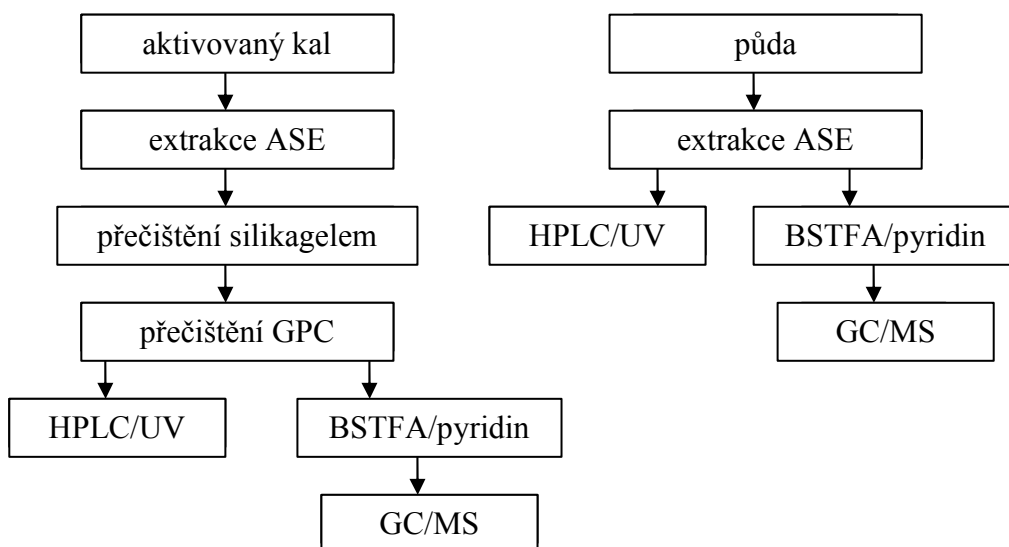 aktivovaný kal
extrakce ASE
přečištění silikagelem
přečištění GPC
HPLC/UV
BSTFA/pyridin
GC/MS
půda
extrakce ASE
HPLC/UV
BSTFA/pyridin
GC/MS